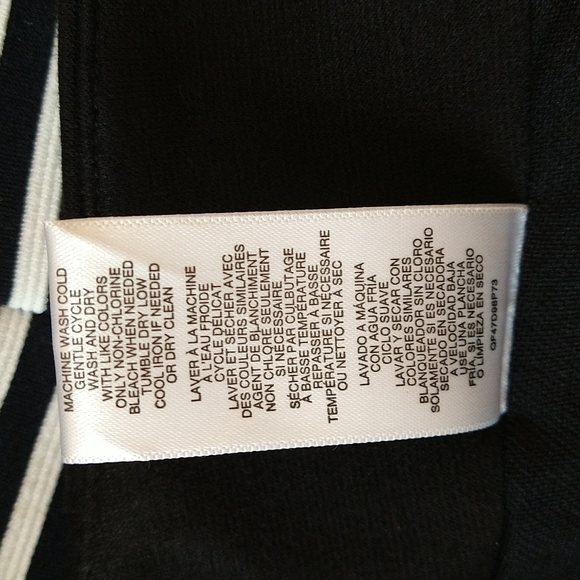 MACHINE WASH COLD
GENTLE CYCLE
WASH AND DRY
WITH LIKE COLORS
ONLY NON-CHLORINE
BLEACH WHEN NEEDED
TUMBLE DRY LOW
COOL IRON IF NEEDED
OR DRY CLEAN
LAVER À LA MACHINE
À L'EAU FROIDE
CYCLE DÉLICAT
LAVER ET SÉCHER AVEC
DES COULEURS SIMILAIRES
AGENT DE BLANCHIMENT
NON CHLORE SEULEMENT
SI NÉCESSAIRE
SÉCHER PAR CULBUTAGE
À BASSE TEMPÉRATURE
REPASSER À BASSE
TEMPÉRATURE SI NÉCESSAIRE
OU NETTOYER À SEC
LAVADO A MÁQUINA
CON AGUA FRÍA
CICLO SUAVE
LAVAR Y SECAR CON
COLORES SIMILADES
BLANQUEADOR SIN CLORO
SOLAMENTE SI ES NECESARIO
SECADO EN SECADORA
A VELOCIDAD BAJA
USE UNA PLANCHA
FRÍA, SI ES NECESARIO
O LIMPIEZA EN SECO